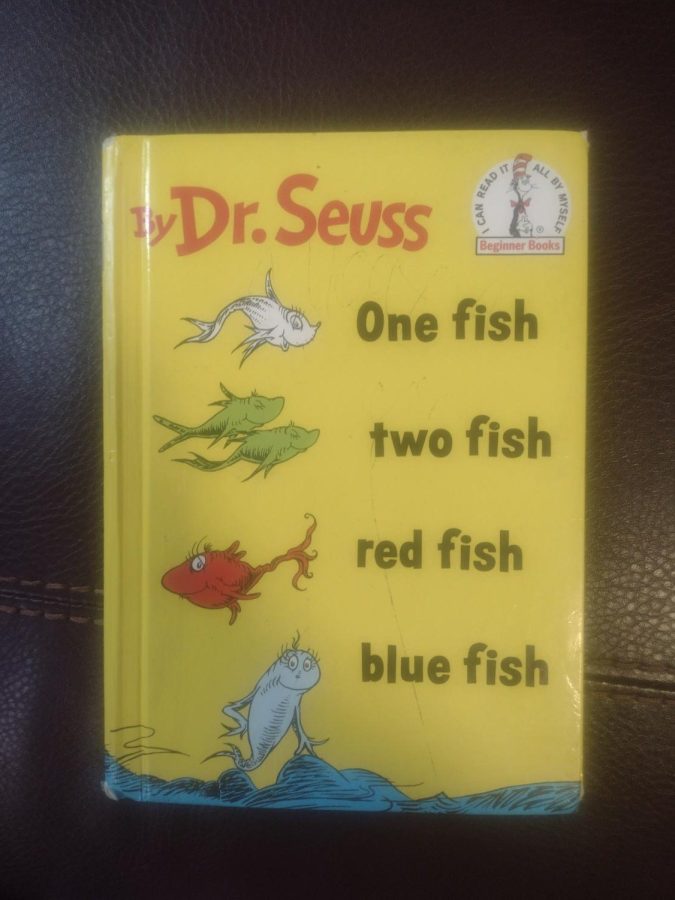 By Dr. Seuss
I CAN READ IT ALL BY MYSELF
Beginner Books
®
One fish
two fish
red fish
blue fish